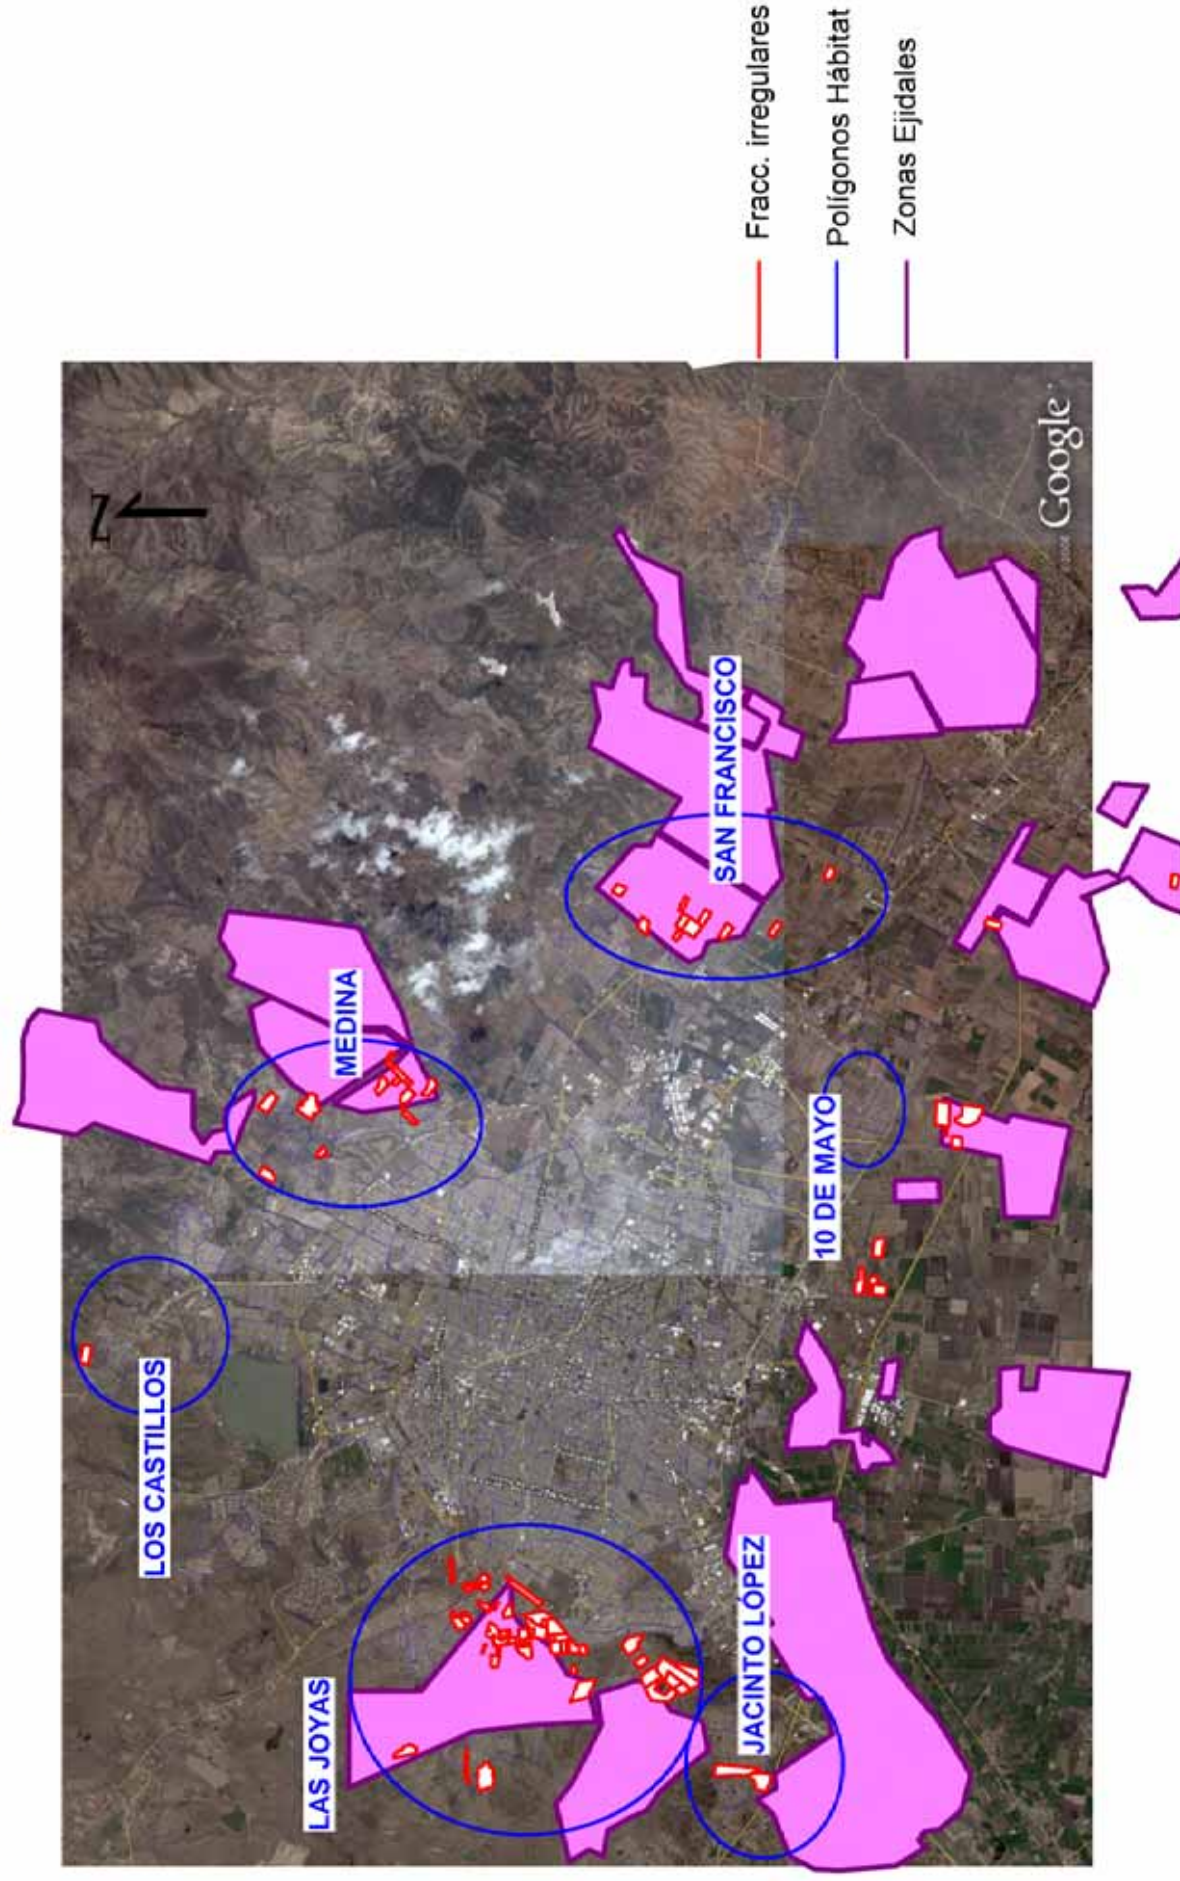 LOS CASTILLOS
MEDINA
LAS JOYAS
SAN FRANCISCO
JACINTO LÓPEZ
10 DE MAYO
N
Google
Fracc. irregulares
Polígonos Hábitat
Zonas Ejidales